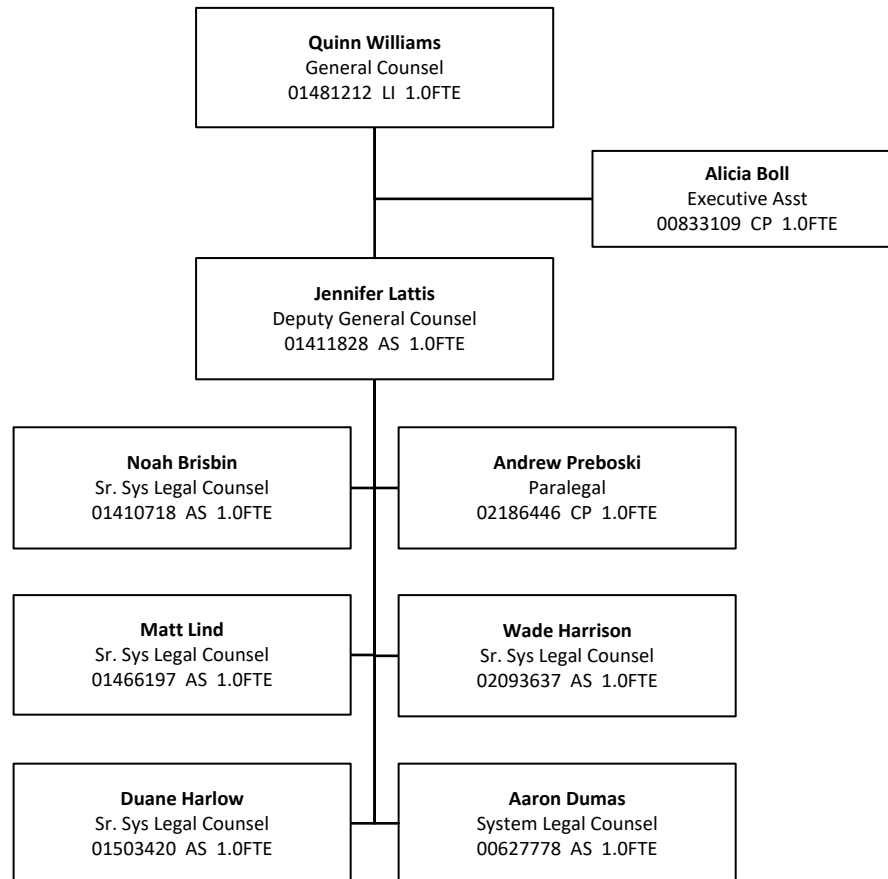 Quinn Williams
General Counsel
01481212 LI 1.0FTE
Alicia Boll
Executive Asst
00833109 CP 1.0FTE
Jennifer Lattis
Deputy General Counsel
01411828 AS 1.0FTE
Noah Brisbin
Sr. Sys Legal Counsel
01410718 AS 1.0FTE
Andrew Preboski
Paralegal
02186446 CP 1.0FTE
Matt Lind
Sr. Sys Legal Counsel
01466197 AS 1.0FTE
Wade Harrison
Sr. Sys Legal Counsel
02093637 AS 1.0FTE
Duane Harlow
Sr. Sys Legal Counsel
01503420 AS 1.0FTE
Aaron Dumas
System Legal Counsel
00627778 AS 1.0FTE